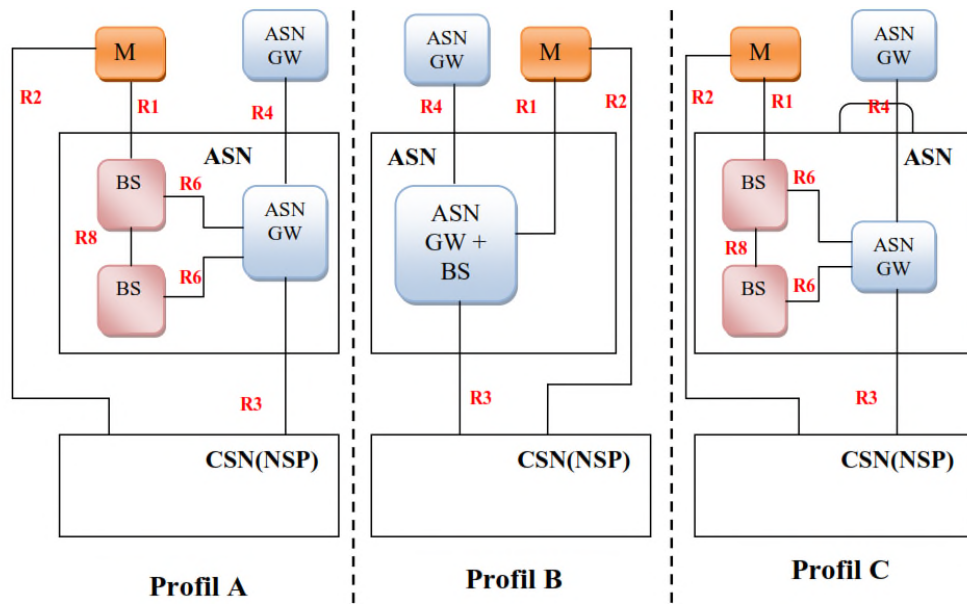 M
ASN
GW
R2
R1
R4
ASN
BS
R6
ASN
GW
R8
BS
R6
R3
CSN(NSP)
Profil A
ASN
GW
M
R4
R1
R2
ASN
ASN
GW +
BS
R3
CSN(NSP)
Profil B
M
ASN
GW
R2
R1
R4
ASN
BS
R6
R8
ASN
GW
BS
R6
R3
CSN(NSP)
Profil C